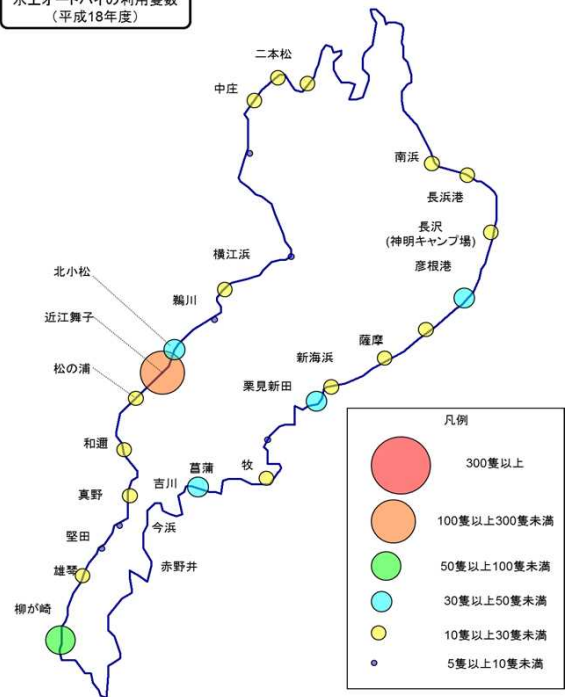 水上オートバイの利用隻数
(平成18年度)
二本松
中庄
南浜
長浜港
長沢
(神明キャンプ場)
彦根港
横江浜
北小松
鵜川
近江舞子
薩摩
新海浜
松の浦
栗見新田
和邇
牧
菖蒲
吉川
真野
今浜
堅田
赤野井
雄琴
柳が崎
凡例
300隻以上
100隻以上300隻未満
50隻以上100隻未満
30隻以上50隻未満
10隻以上30隻未満
5隻以上10隻未満